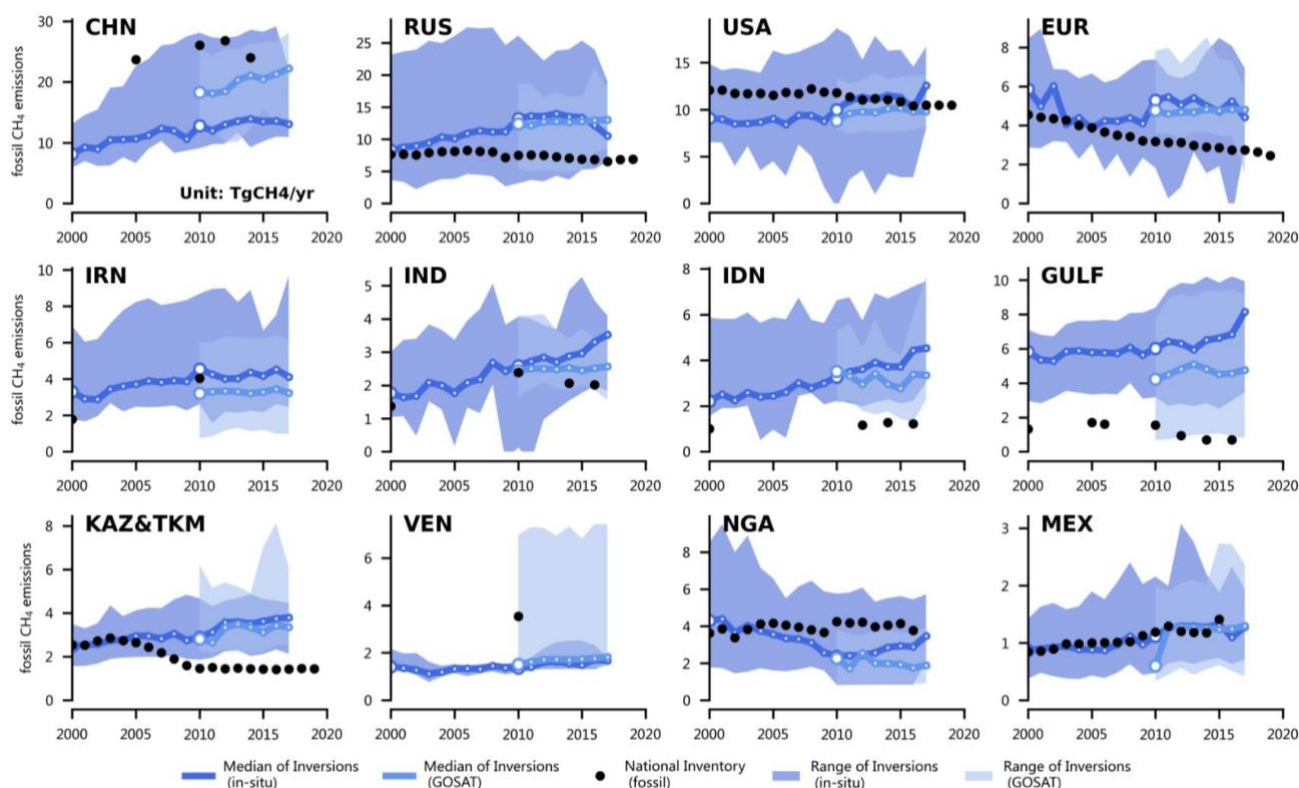 CHN
RUS
USA
EUR
fossil CH4 emissions
30
20
10
0
Unit: TgCH4/yr
25
20
15
10
5
0
15
10
5
0
8
6
4
2
0
2000 2005 2010 2015 2020
2000 2005 2010 2015 2020
2000 2005 2010 2015 2020
2000 2005 2010 2015 2020
IRN
IND
IDN
GULF
fossil CH4 emissions
10
8
6
4
2
0
5
4
3
2
1
0
8
6
4
2
0
10
8
6
4
2
0
2000 2005 2010 2015 2020
2000 2005 2010 2015 2020
2000 2005 2010 2015 2020
2000 2005 2010 2015 2020
KAZ&TKM
VEN
NGA
MEX
fossil CH4 emissions
8
6
4
2
0
6
4
2
0
8
6
4
2
0
3
2
1
0
2000 2005 2010 2015 2020
2000 2005 2010 2015 2020
2000 2005 2010 2015 2020
2000 2005 2010 2015 2020
Median of Inversions
(in-situ)
Median of Inversions
(GOSAT)
National Inventory
(fossil)
Range of Inversions
(in-situ)
Range of Inversions
(GOSAT)